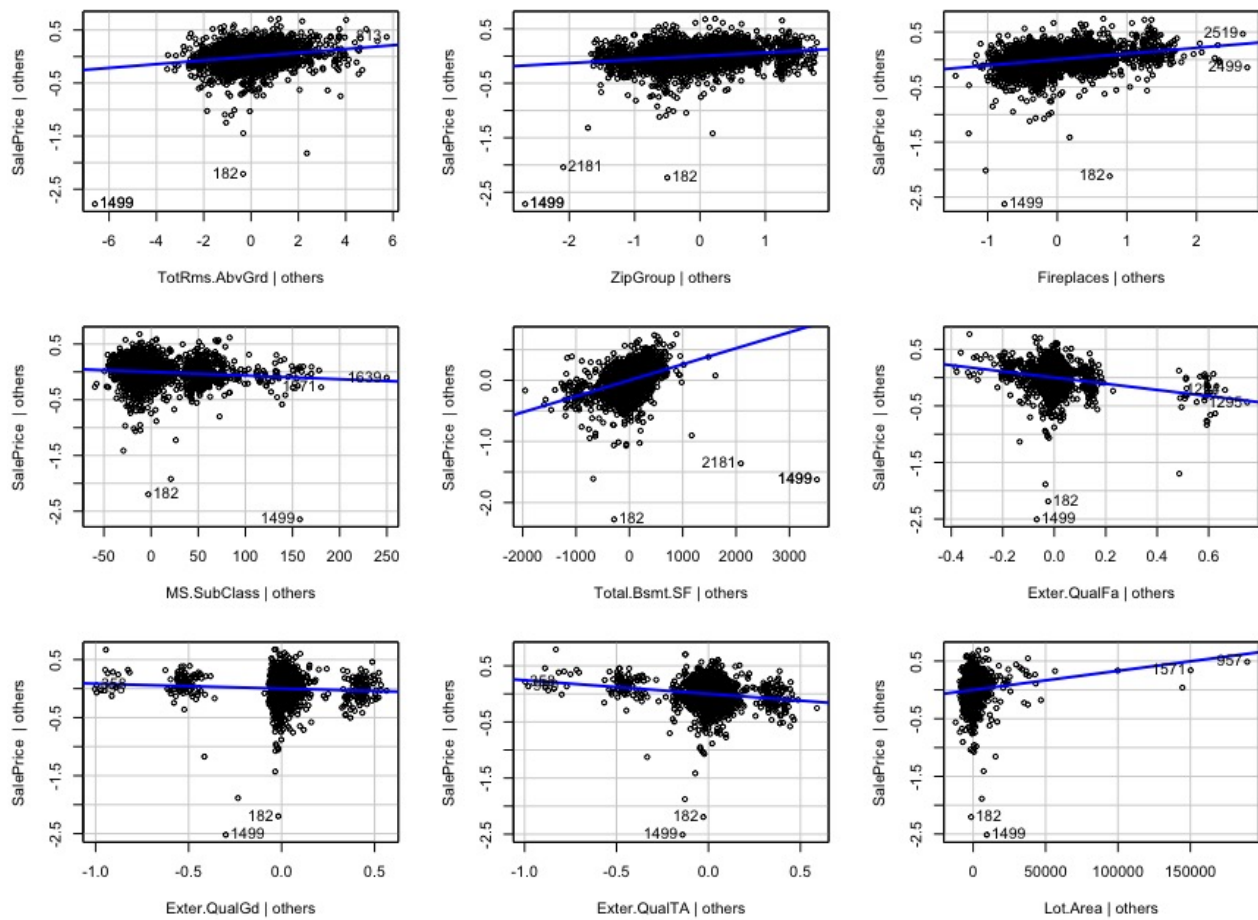 SalePrice | others
0.5
-0.5
-1.5
-2.5
813
182
1499
-6 -4 -2 0 2 4 6
TotRms.AbvGrd | others
SalePrice | others
0.5
-0.5
-1.5
-2.5
2181
182
1499
-2 -1 0 1
ZipGroup | others
SalePrice | others
0.5
-0.5
-1.5
-2.5
2519
2499
182
1499
-1 0 1 2
Fireplaces | others
SalePrice | others
0.5
-0.5
-1.5
-2.5
1571
1639
182
1499
-50 0 50 100 150 200 250
MS.SubClass | others
SalePrice | others
0.0
-1.0
-2.0
2181
1499
182
-2000 -1000 0 1000 2000 3000
Total.Bsmt.SF | others
SalePrice | others
0.5
-0.5
-1.5
-2.5
1295
182
1499
-0.4 -0.2 0.0 0.2 0.4 0.6
Exter.QualFa | others
SalePrice | others
0.5
-0.5
-1.5
-2.5
358
182
1499
-1.0 -0.5 0.0 0.5
Exter.QualGd | others
SalePrice | others
0.5
-0.5
-1.5
-2.5
358
182
1499
-1.0 -0.5 0.0 0.5
Exter.QualTA | others
SalePrice | others
0.5
-0.5
-1.5
-2.5
957
1571
182
1499
0 50000 100000 150000
Lot.Area | others